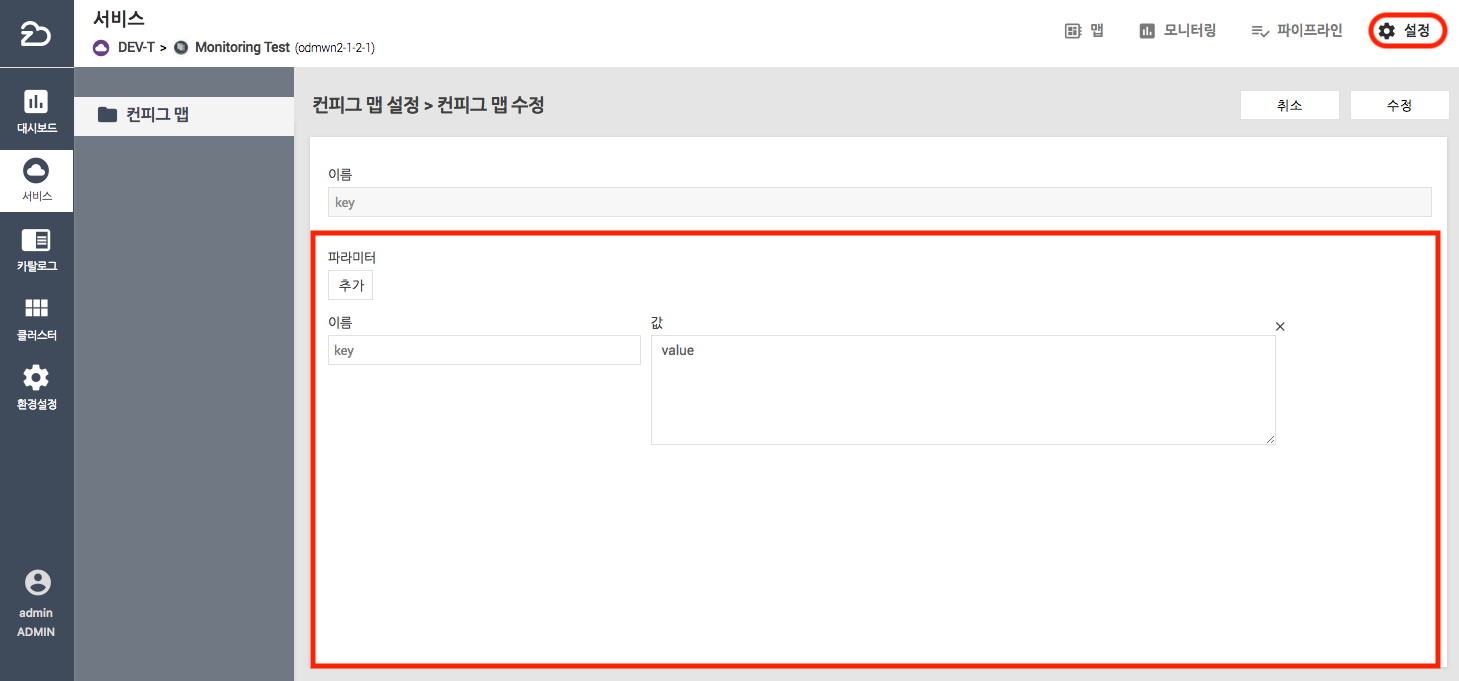 서비스
DEV-T > Monitoring Test (odmwn2-1-2-1)
맵
모니터링
파이프라인
설정
대시보드
서비스
카탈로그
클러스터
환경설정
admin
ADMIN
컨피그 맵
컨피그 맵 설정 > 컨피그 맵 수정
취소
수정
이름
key
파라미터
추가
이름
값
×
key
value